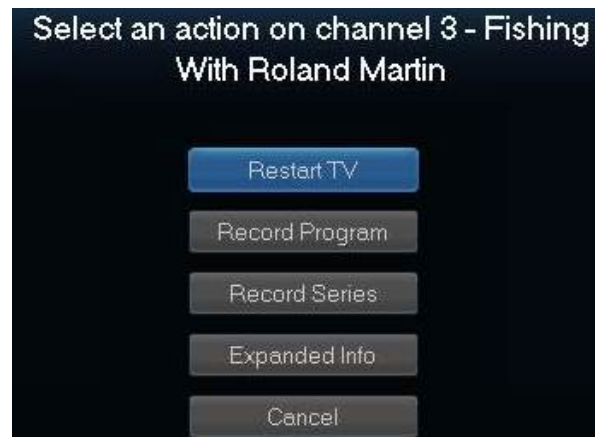 Select an action on channel 3 - Fishing
With Roland Martin
Restart TV
Record Program
Record Series
Expanded Info
Cancel